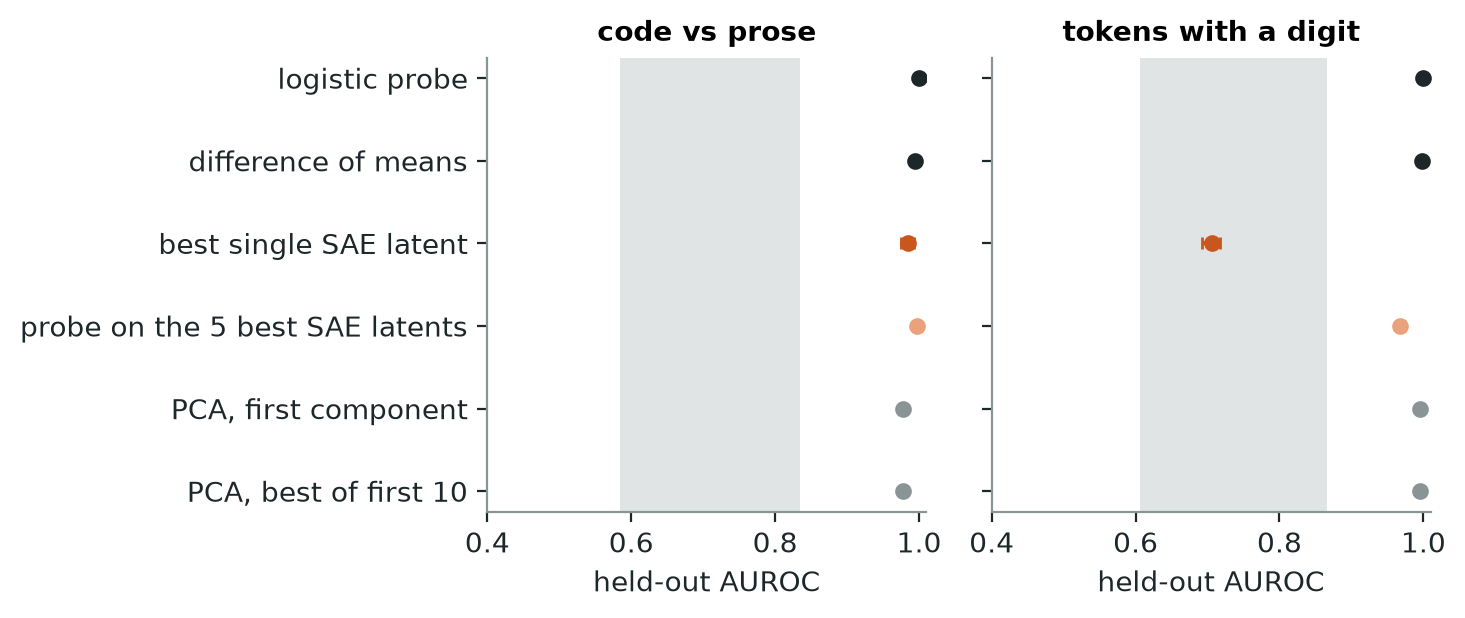 code vs prose
tokens with a digit
logistic probe
difference of means
best single SAE latent
probe on the 5 best SAE latents
PCA, first component
PCA, best of first 10
0.4 0.6 0.8 1.0
0.4 0.6 0.8 1.0
held-out AUROC
held-out AUROC